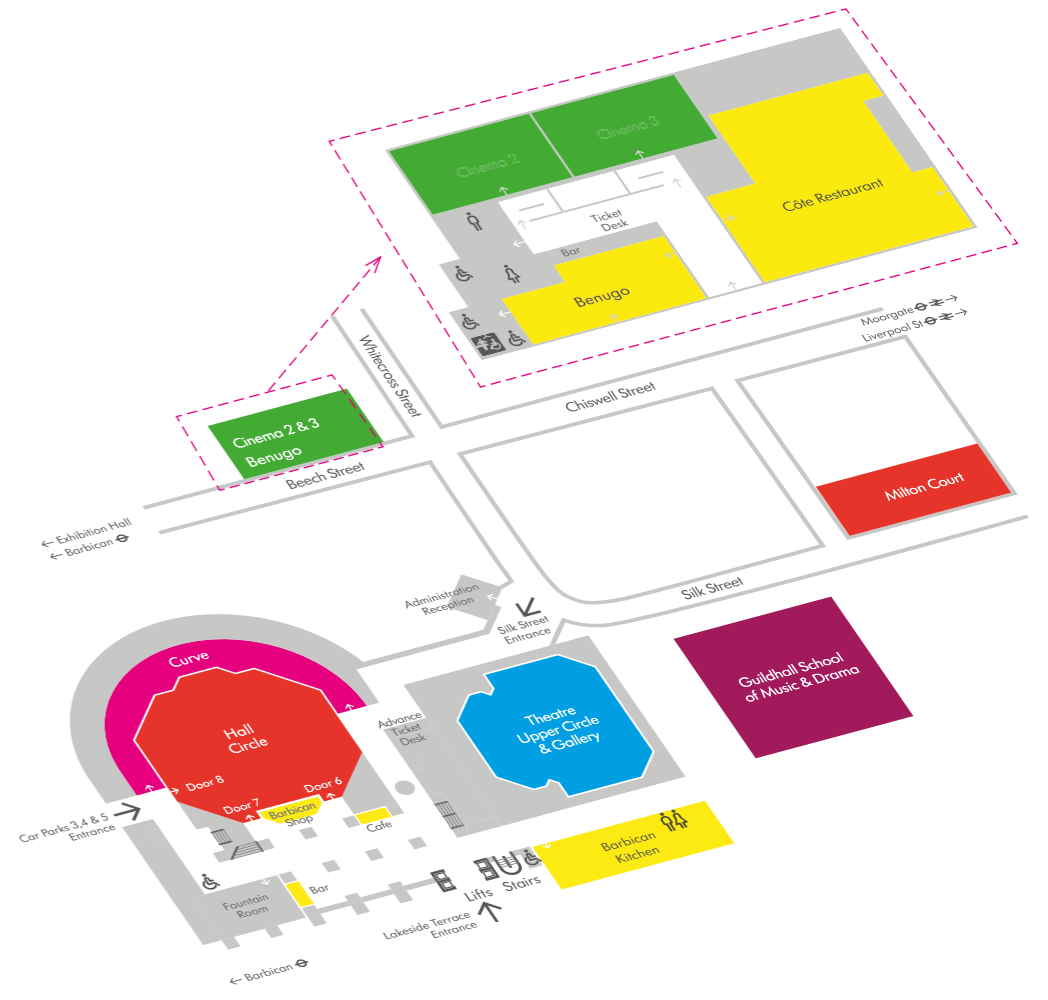 Cinema 2
Cinema 3
Côte Restaurant
Ticket
Desk
Bar
Benugo
Moorgate
Liverpool St
Whitecross Street
Chiswell Street
Cinema 2 & 3
Benugo
Beech Street
Milton Court
← Exhibition Hall
← Barbican
Administration
Reception
Silk Street
Entrance
Silk Street
Guildhall School
of Music & Drama
Curve
Hall
Circle
Advance
Ticket
Desk
Theatre
Upper Circle
& Gallery
Door 8
Door 7
Door 6
Barbican
Shop
Cafe
Car Parks 3,4 & 5
Entrance
Barbican
Kitchen
Bar
Fountain
Room
Lifts
Stairs
Lakeside Terrace
Entrance
← Barbican